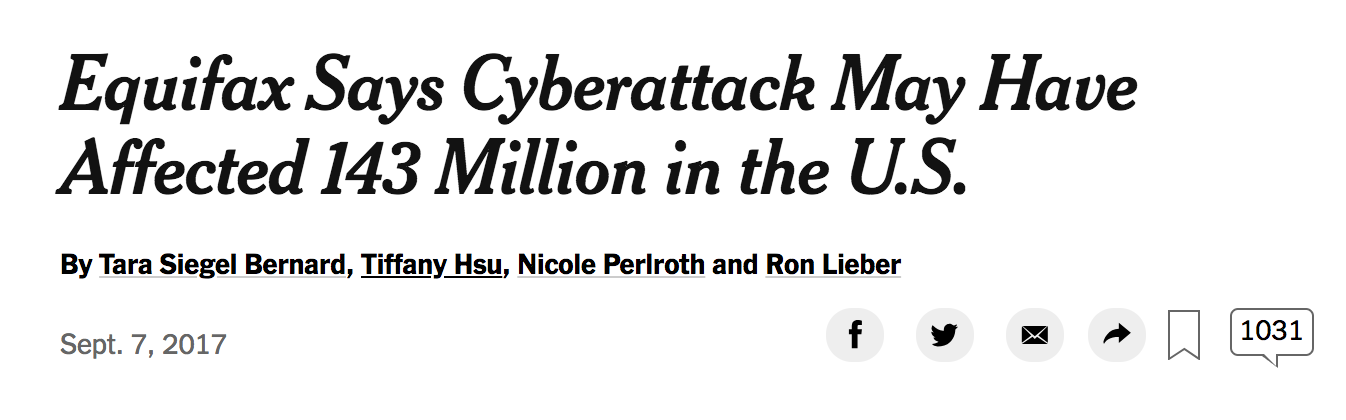 Equifax Says Cyberattack May Have
Affected 143 Million in the U.S.
By Tara Siegel Bernard, Tiffany Hsu, Nicole Perlroth and Ron Lieber
Sept. 7, 2017
1031